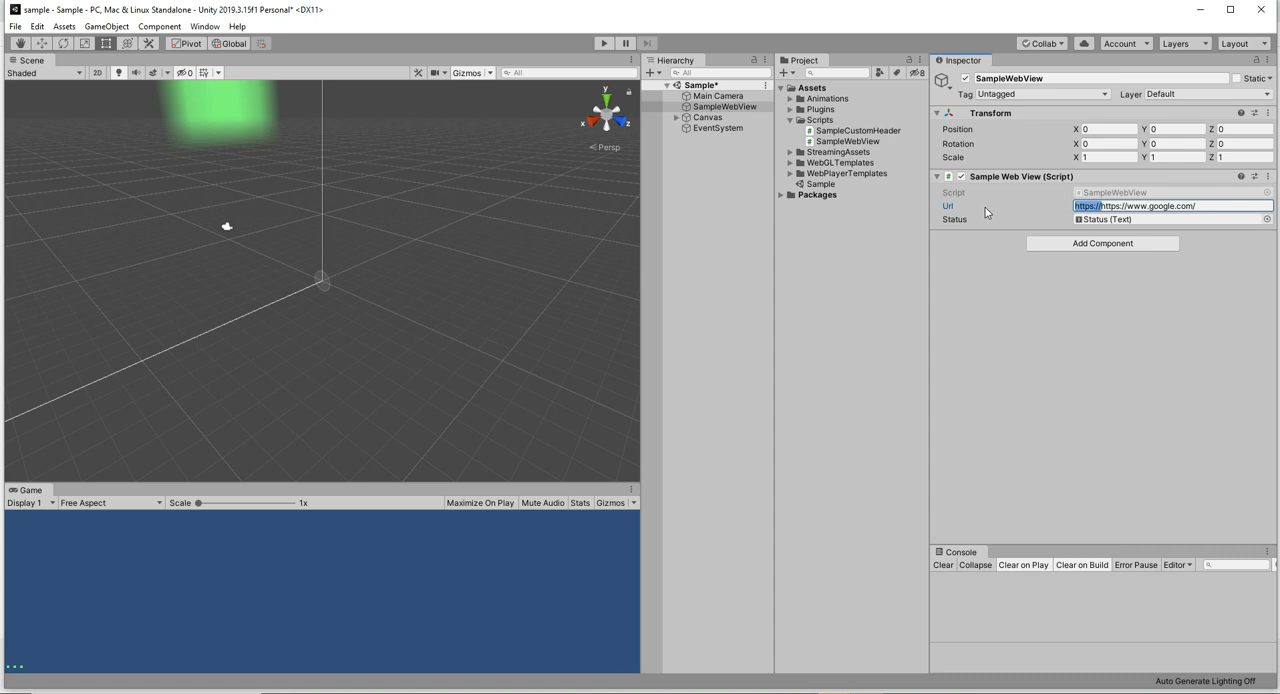 sample - Sample - PC, Mac & Linux Standalone - Unity 2019.3.15f1 Personal* <DX11>
File Edit Assets GameObject Component Window Help
Pivot Global Collab Account Layers Layout
Scene
Shaded 2D 0 Gizmos All
y
x z
Persp
Game
Display 1 Free Aspect Scale 1x Maximize On Play Mute Audio Stats Gizmos
...
Hierarchy
All
Sample*
Main Camera
SampleWebView
Canvas
EventSystem
Project
8
Assets
Animations
Plugins
Scripts
SampleCustomHeader
SampleWebView
StreamingAssets
WebGLTemplates
WebPlayerTemplates
Sample
Packages
Inspector
SampleWebView Static
Tag Untagged Layer Default
Transform
Position X 0 Y 0 Z 0
Rotation X 0 Y 0 Z 0
Scale X 1 Y 1 Z 1
Sample Web View (Script)
Script SampleWebView
Url https://https://www.google.com/
Status Status (Text)
Add Component
Console
Clear Collapse Clear on Play Clear on Build Error Pause Editor
Auto Generate Lighting Off